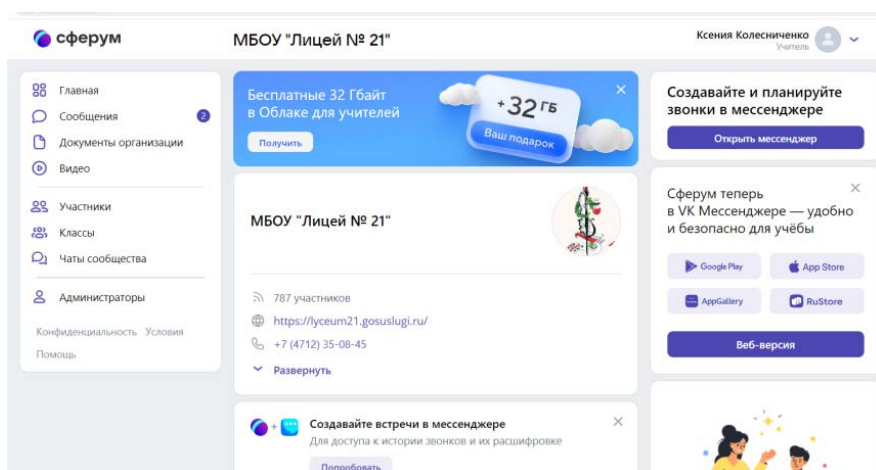 сферум
МБОУ "Лицей № 21"
Ксения Колесниченко
Учитель
Главная
Сообщения 2
Документы организации
Видео
Участники
Классы
Чаты сообщества
Администраторы
Конфиденциальность Условия
Помощь
Бесплатные 32 Гбайт
в Облаке для учителей
Получить
+32 ГБ
Ваш подарок
МБОУ "Лицей № 21"
787 участников
https://lyceum21.gosuslugi.ru/
+7 (4712) 35-08-45
Развернуть
Создавайте встречи в мессенджере
Для доступа к истории звонков и их расшифровке
Попробовать
Создавайте и планируйте
звонки в мессенджере
Открыть мессенджер
Сферум теперь
в VK Мессенджере — удобно
и безопасно для учёбы
Google Play
App Store
AppGallery
RuStore
Веб-версия